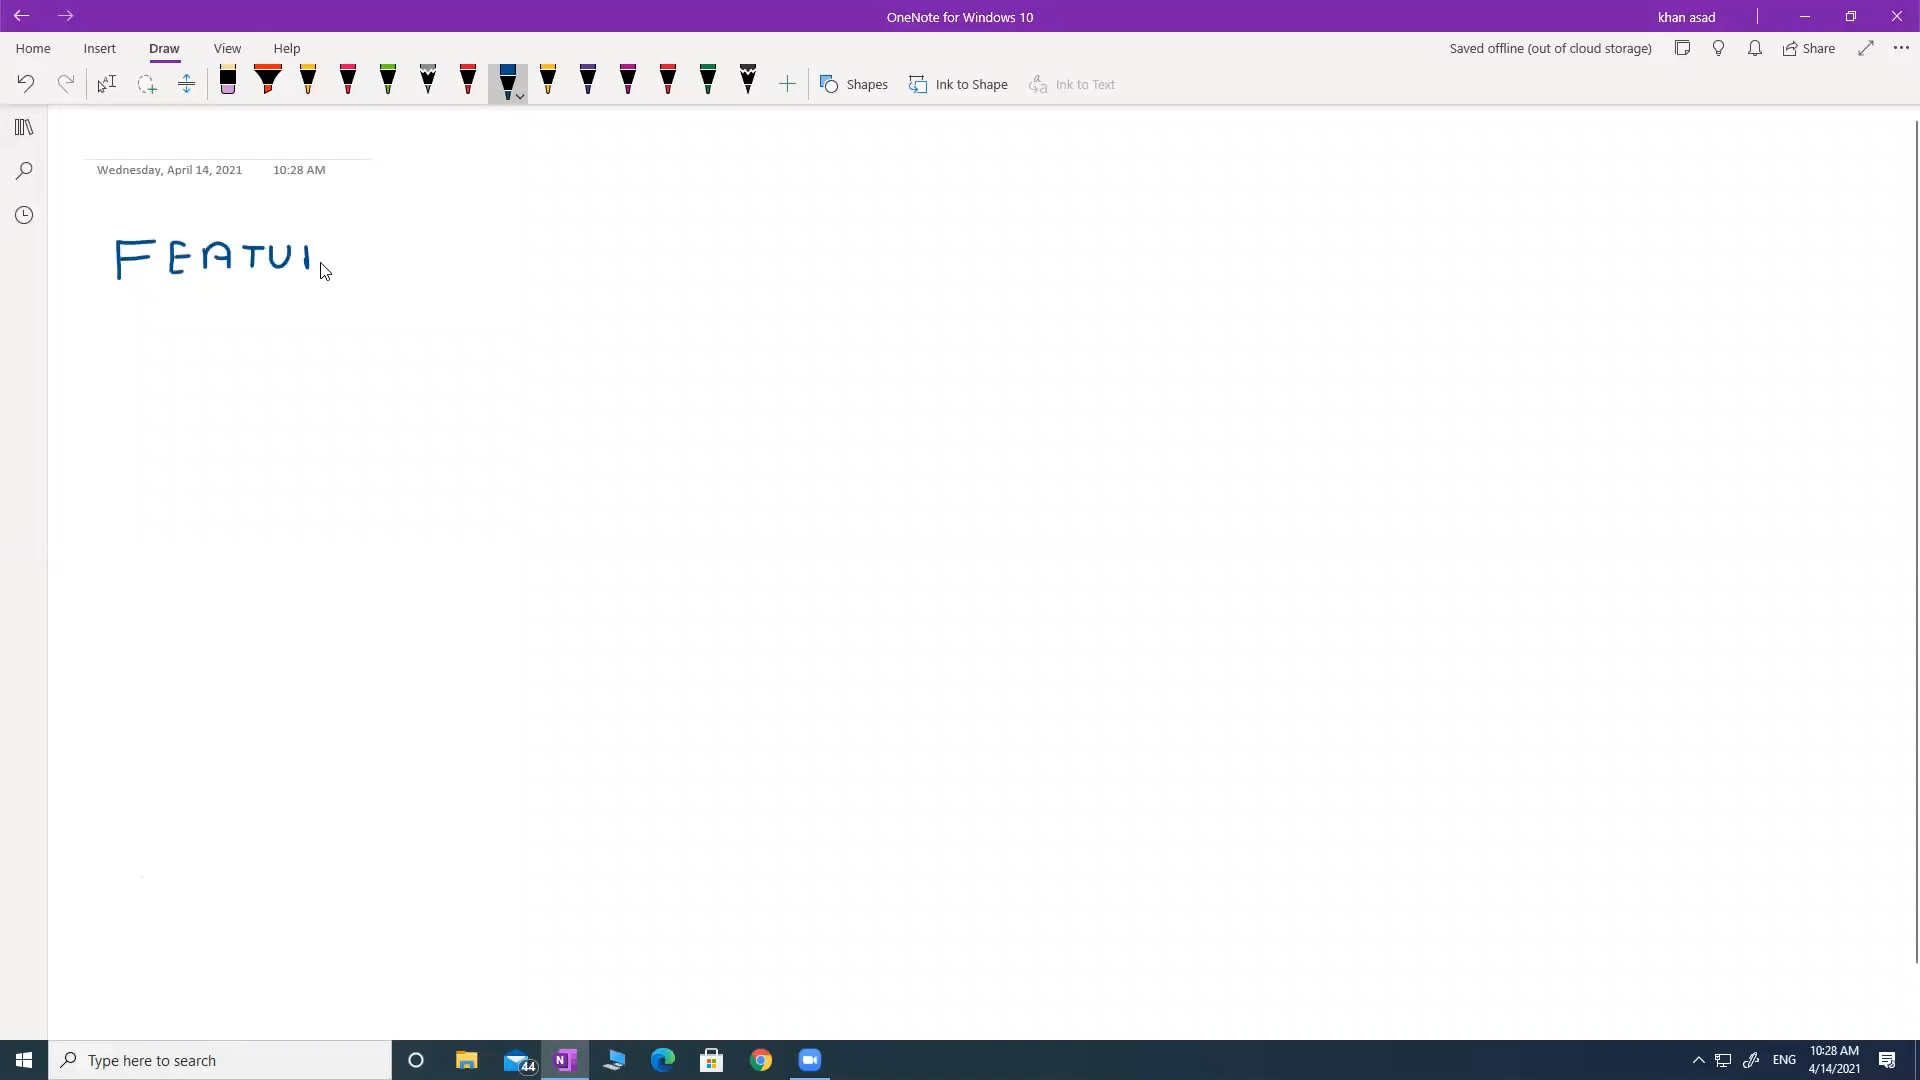 OneNote for Windows 10
khan asad
Home Insert Draw View Help
Saved offline (out of cloud storage)
Share
Shapes
Ink to Shape
Ink to Text
Wednesday, April 14, 2021 10:28 AM
FEATUI
Type here to search
44
N
ENG
10:28 AM
4/14/2021